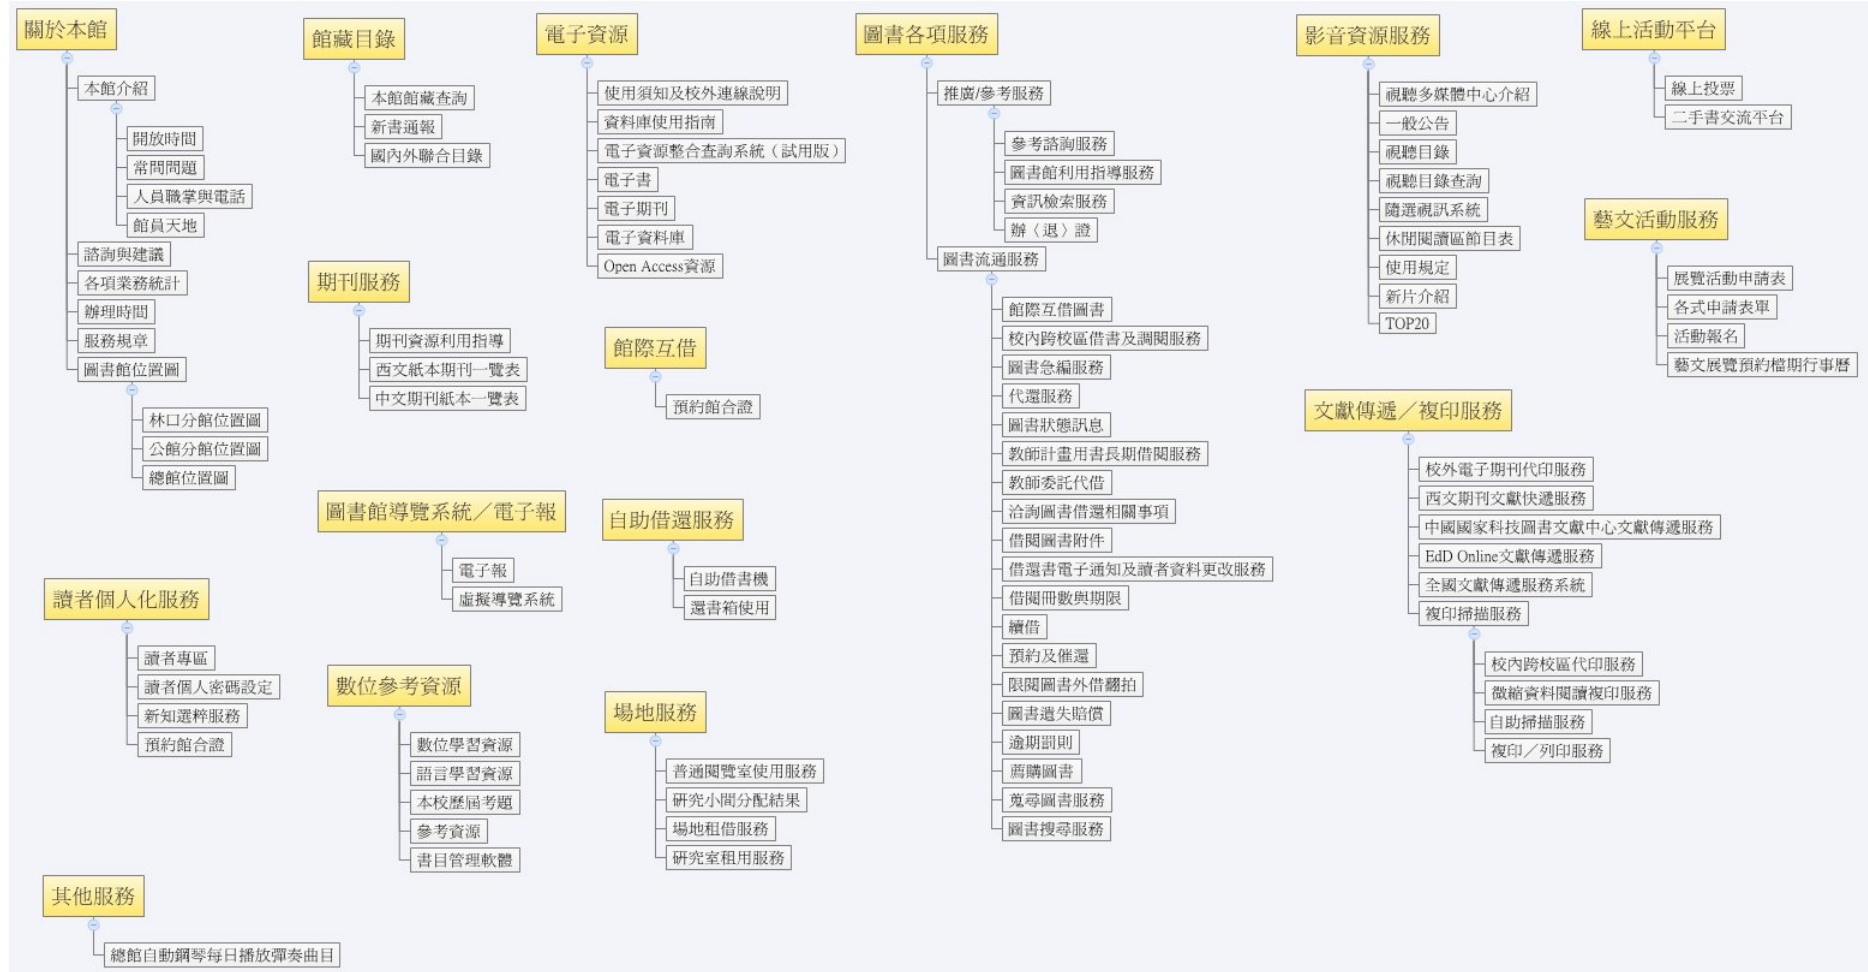 關於本館
本館介紹
開放時間
常問問題
人員職掌與電話
館員天地
諮詢與建議
各項業務統計
辦理時間
服務規章
圖書館位置圖
林口分館位置圖
公館分館位置圖
總館位置圖
讀者個人化服務
讀者專區
讀者個人密碼設定
新知選粹服務
預約館合證
其他服務
總館自動鋼琴每日播放彈奏曲目
館藏目錄
本館館藏查詢
新書通報
國內外聯合目錄
期刊服務
期刊資源利用指導
西文紙本期刊一覽表
中文期刊紙本一覽表
圖書館導覽系統／電子報
電子報
虛擬導覽系統
數位參考資源
數位學習資源
語言學習資源
本校歷屆考題
參考資源
書目管理軟體
電子資源
使用須知及校外連線說明
資料庫使用指南
電子資源整合查詢系統（試用版）
電子書
電子期刊
電子資料庫
Open Access資源
館際互借
預約館合證
自助借還服務
自助借書機
還書箱使用
場地服務
普通閱覽室使用服務
研究小間分配結果
場地租借服務
研究室租用服務
圖書各項服務
推廣/參考服務
參考諮詢服務
圖書館利用指導服務
資訊檢索服務
辦〈退〉證
圖書流通服務
館際互借圖書
校內跨校區借書及調閱服務
圖書急編服務
代還服務
圖書狀態訊息
教師計畫用書長期借閱服務
教師委託代借
洽詢圖書借還相關事項
借閱圖書附件
借還書電子通知及讀者資料更改服務
借閱冊數與期限
續借
預約及催還
限閱圖書外借翻拍
圖書遺失賠償
逾期罰則
薦購圖書
蒐尋圖書服務
圖書搜尋服務
影音資源服務
視聽多媒體中心介紹
一般公告
視聽目錄
視聽目錄查詢
隨選視訊系統
休閒閱讀區節目表
使用規定
新片介紹
TOP20
文獻傳遞／複印服務
校外電子期刊代印服務
西文期刊文獻快遞服務
中國國家科技圖書文獻中心文獻傳遞服務
EdD Online文獻傳遞服務
全國文獻傳遞服務系統
複印掃描服務
校內跨校區代印服務
微縮資料閱讀複印服務
自助掃描服務
複印／列印服務
線上活動平台
線上投票
二手書交流平台
藝文活動服務
展覽活動申請表
各式申請表單
活動報名
藝文展覽預約檔期行事曆